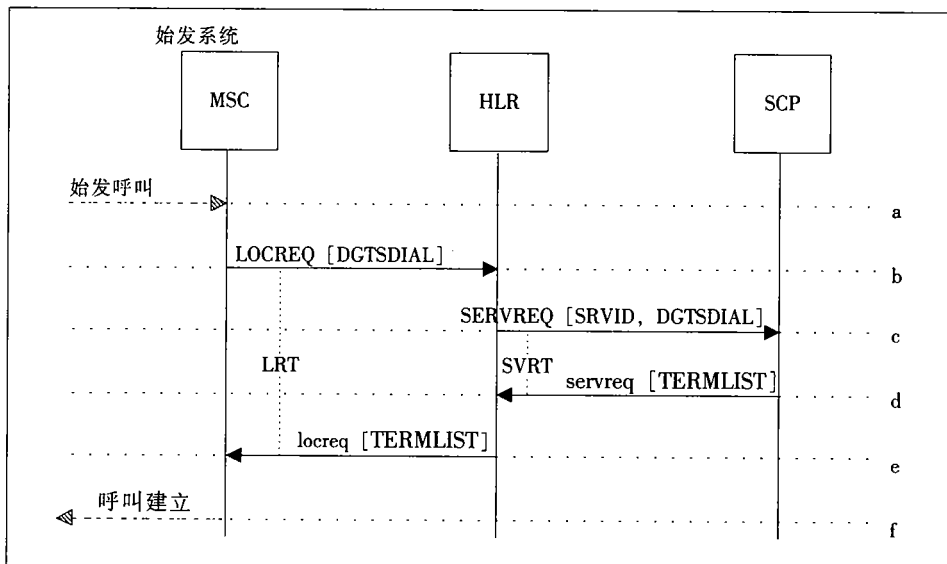 始发系统
MSC
HLR
SCP
始发呼叫
a
LOCREQ [DGTSDIAL]
b
SERVREQ [SRVID, DGTSDIAL]
c
LRT
SVRT
servreq [TERMLIST]
d
locreq [TERMLIST]
e
呼叫建立
f